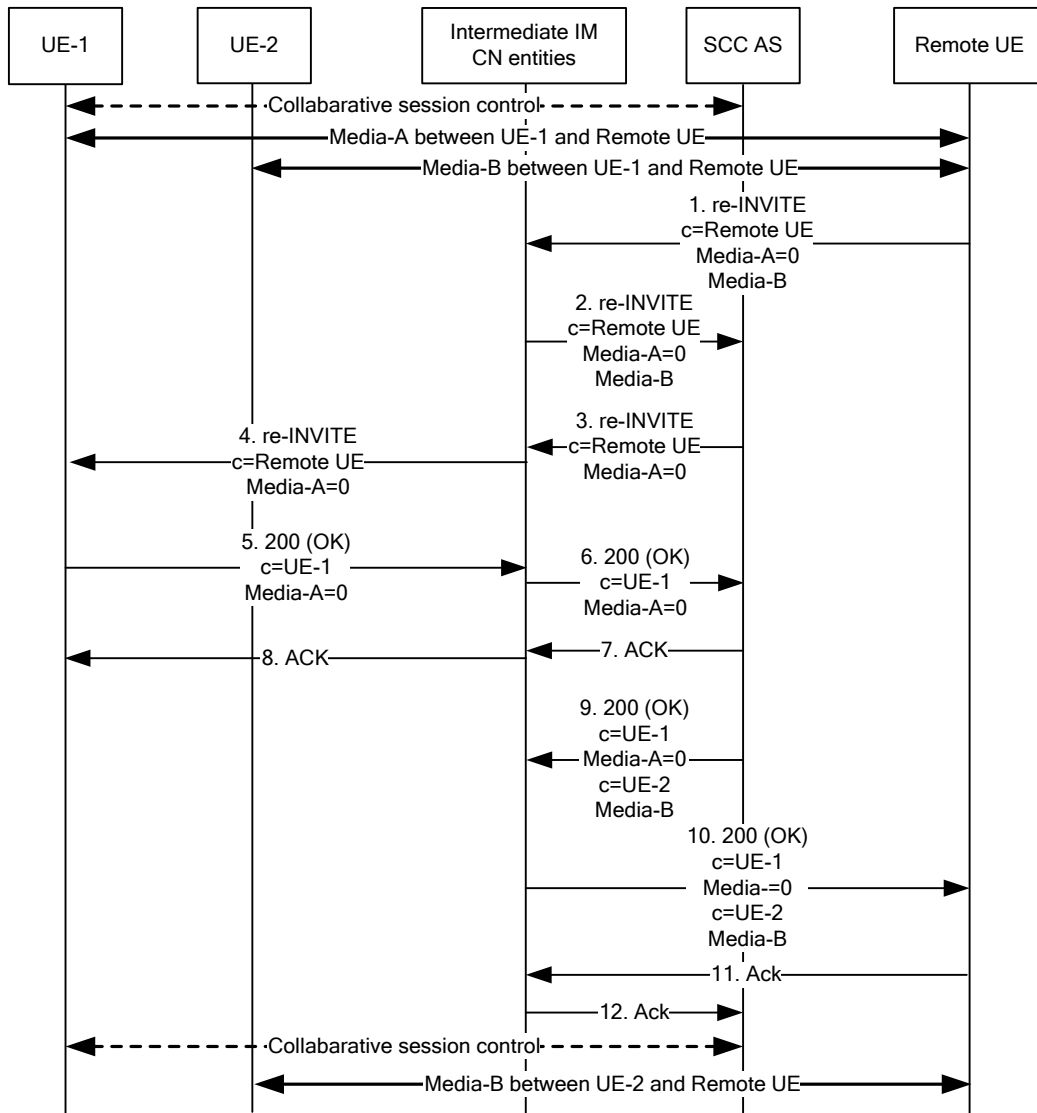 UE-1
UE-2
Intermediate IM
CN entities
SCC AS
Remote UE
Collabarative session control
Media-A between UE-1 and Remote UE
Media-B between UE-1 and Remote UE
1. re-INVITE
c=Remote UE
Media-A=0
Media-B
2. re-INVITE
c=Remote UE
Media-A=0
Media-B
3. re-INVITE
c=Remote UE
Media-A=0
4. re-INVITE
c=Remote UE
Media-A=0
5. 200 (OK)
c=UE-1
Media-A=0
6. 200 (OK)
c=UE-1
Media-A=0
7. ACK
8. ACK
9. 200 (OK)
c=UE-1
Media-A=0
c=UE-2
Media-B
10. 200 (OK)
c=UE-1
Media-=0
c=UE-2
Media-B
11. Ack
12. Ack
Collabarative session control
Media-B between UE-2 and Remote UE